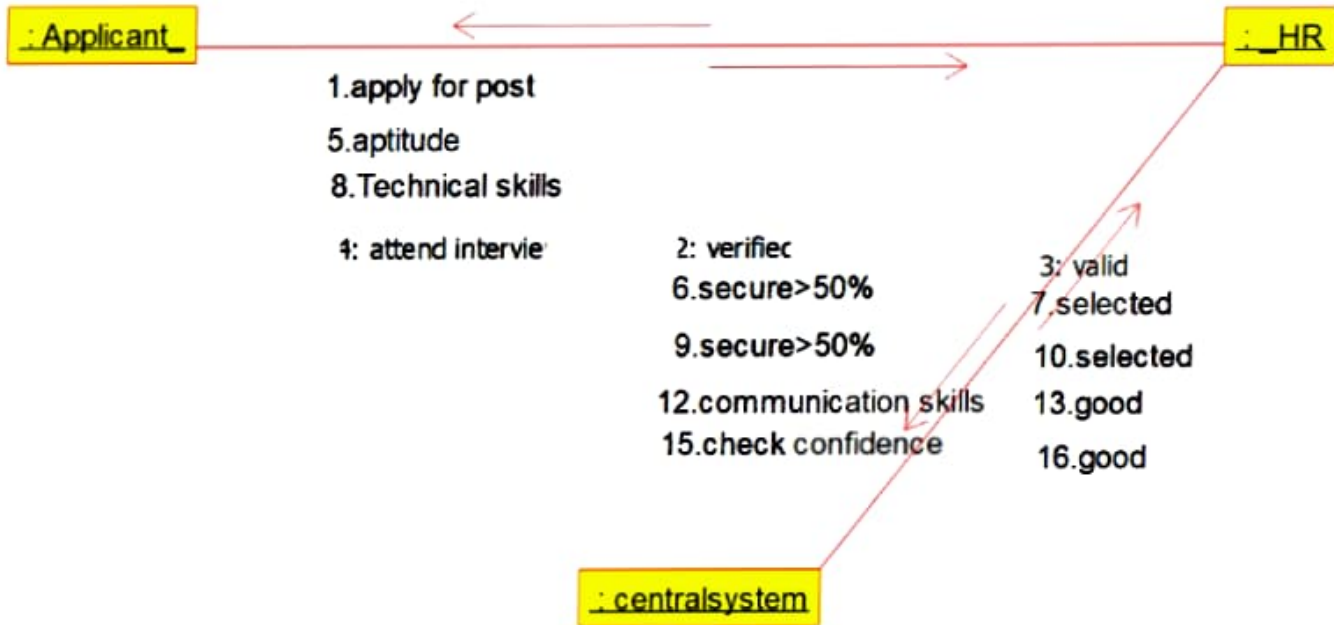 : Applicant_
: _HR
1.apply for post
5.aptitude
8.Technical skills
4: attend intervie
2: verifiec
6.secure>50%
9.secure>50%
12.communication skills
15.check confidence
3: valid
7.selected
10.selected
13.good
16.good
: centralsystem